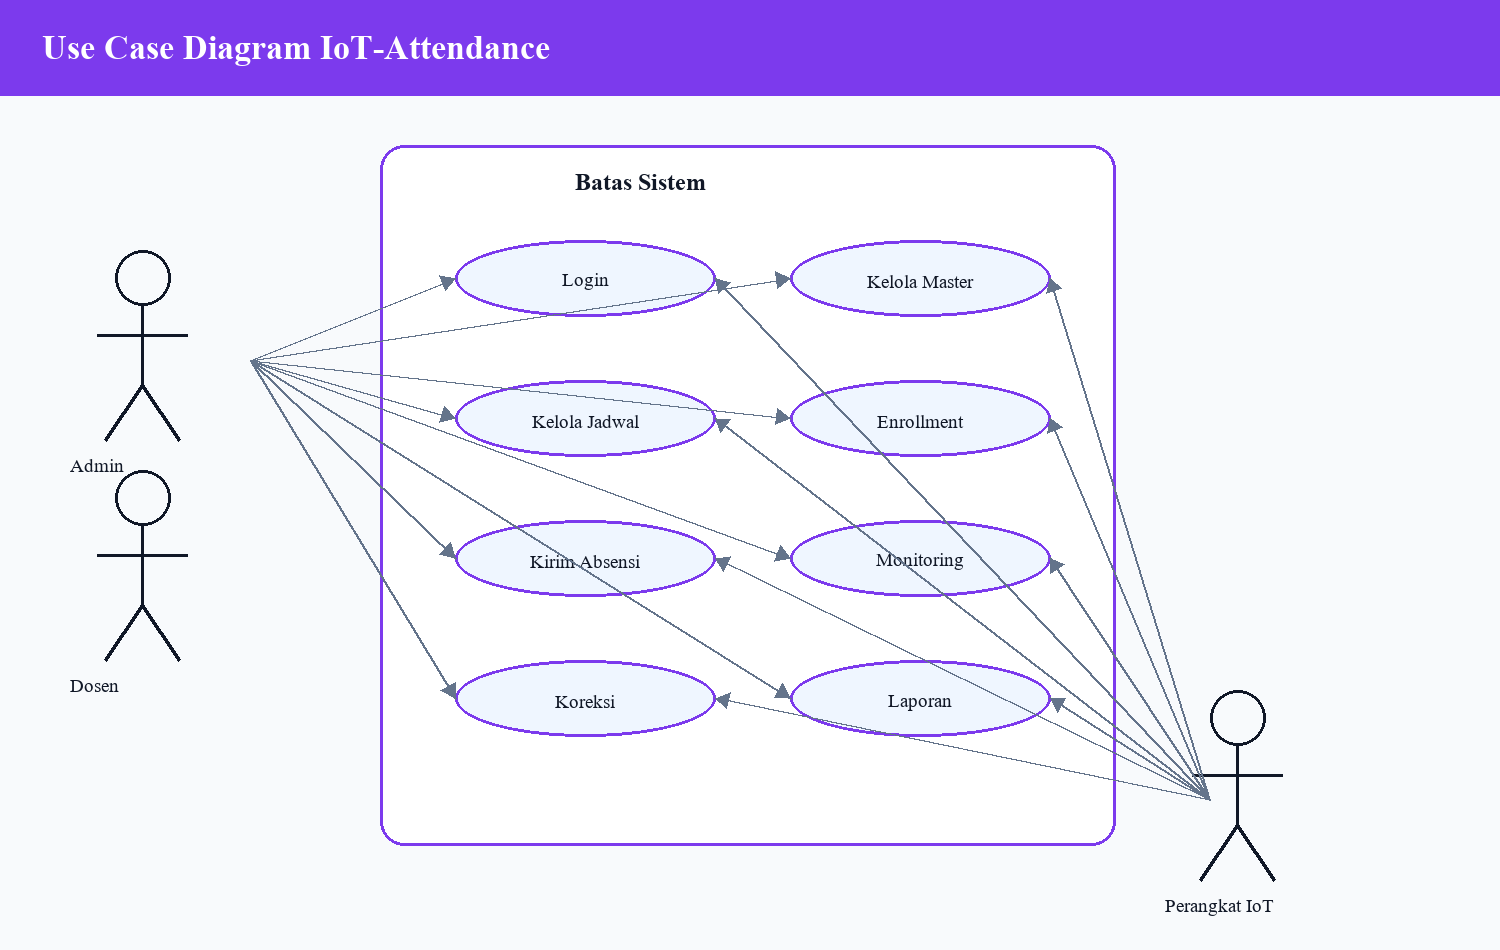 Use Case Diagram IoT-Attendance
Batas Sistem
Login
Kelola Master
Kelola Jadwal
Enrollment
Admin
Kirim Absensi
Monitoring
Dosen
Koreksi
Laporan
Perangkat IoT